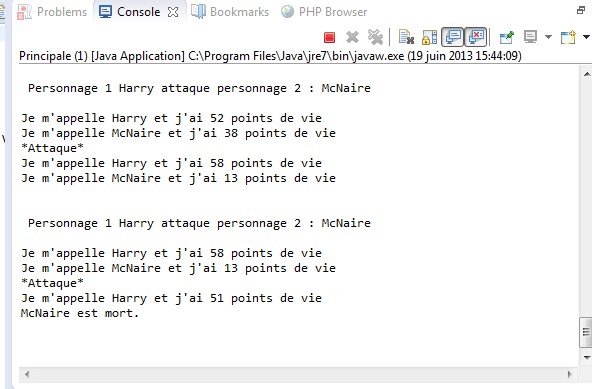 Problems Console Bookmarks PHP Browser
Principale (1) [Java Application] C:\Program Files\Java\jre7\bin\javaw.exe (19 juin 2013 15:44:09)
Personnage 1 Harry attaque personnage 2 : McNaire
Je m'appelle Harry et j'ai 52 points de vie
Je m'appelle McNaire et j'ai 38 points de vie
*Attaque*
Je m'appelle Harry et j'ai 58 points de vie
Je m'appelle McNaire et j'ai 13 points de vie
Personnage 1 Harry attaque personnage 2 : McNaire
Je m'appelle Harry et j'ai 58 points de vie
Je m'appelle McNaire et j'ai 13 points de vie
*Attaque*
Je m'appelle Harry et j'ai 51 points de vie
McNaire est mort.